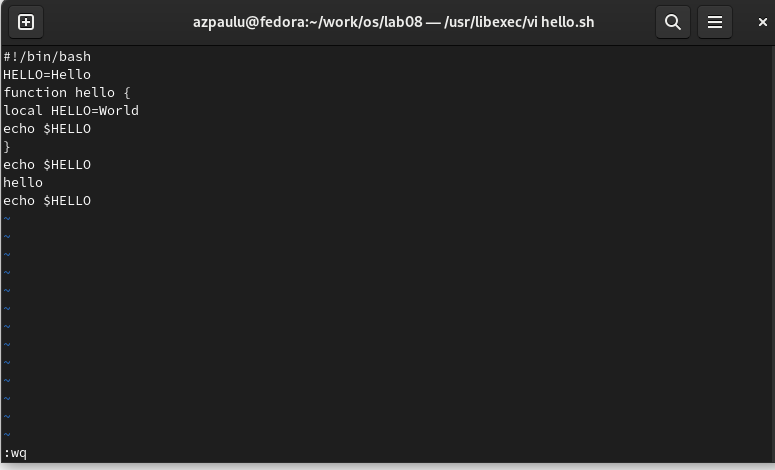 azpaulu@fedora:~/work/os/lab08 — /usr/libexec/vi hello.sh
#!/bin/bash
HELLO=Hello
function hello {
local HELLO=World
echo $HELLO
}
echo $HELLO
hello
echo $HELLO
~
~
~
~
~
~
~
~
~
~
~
~
~
:wq